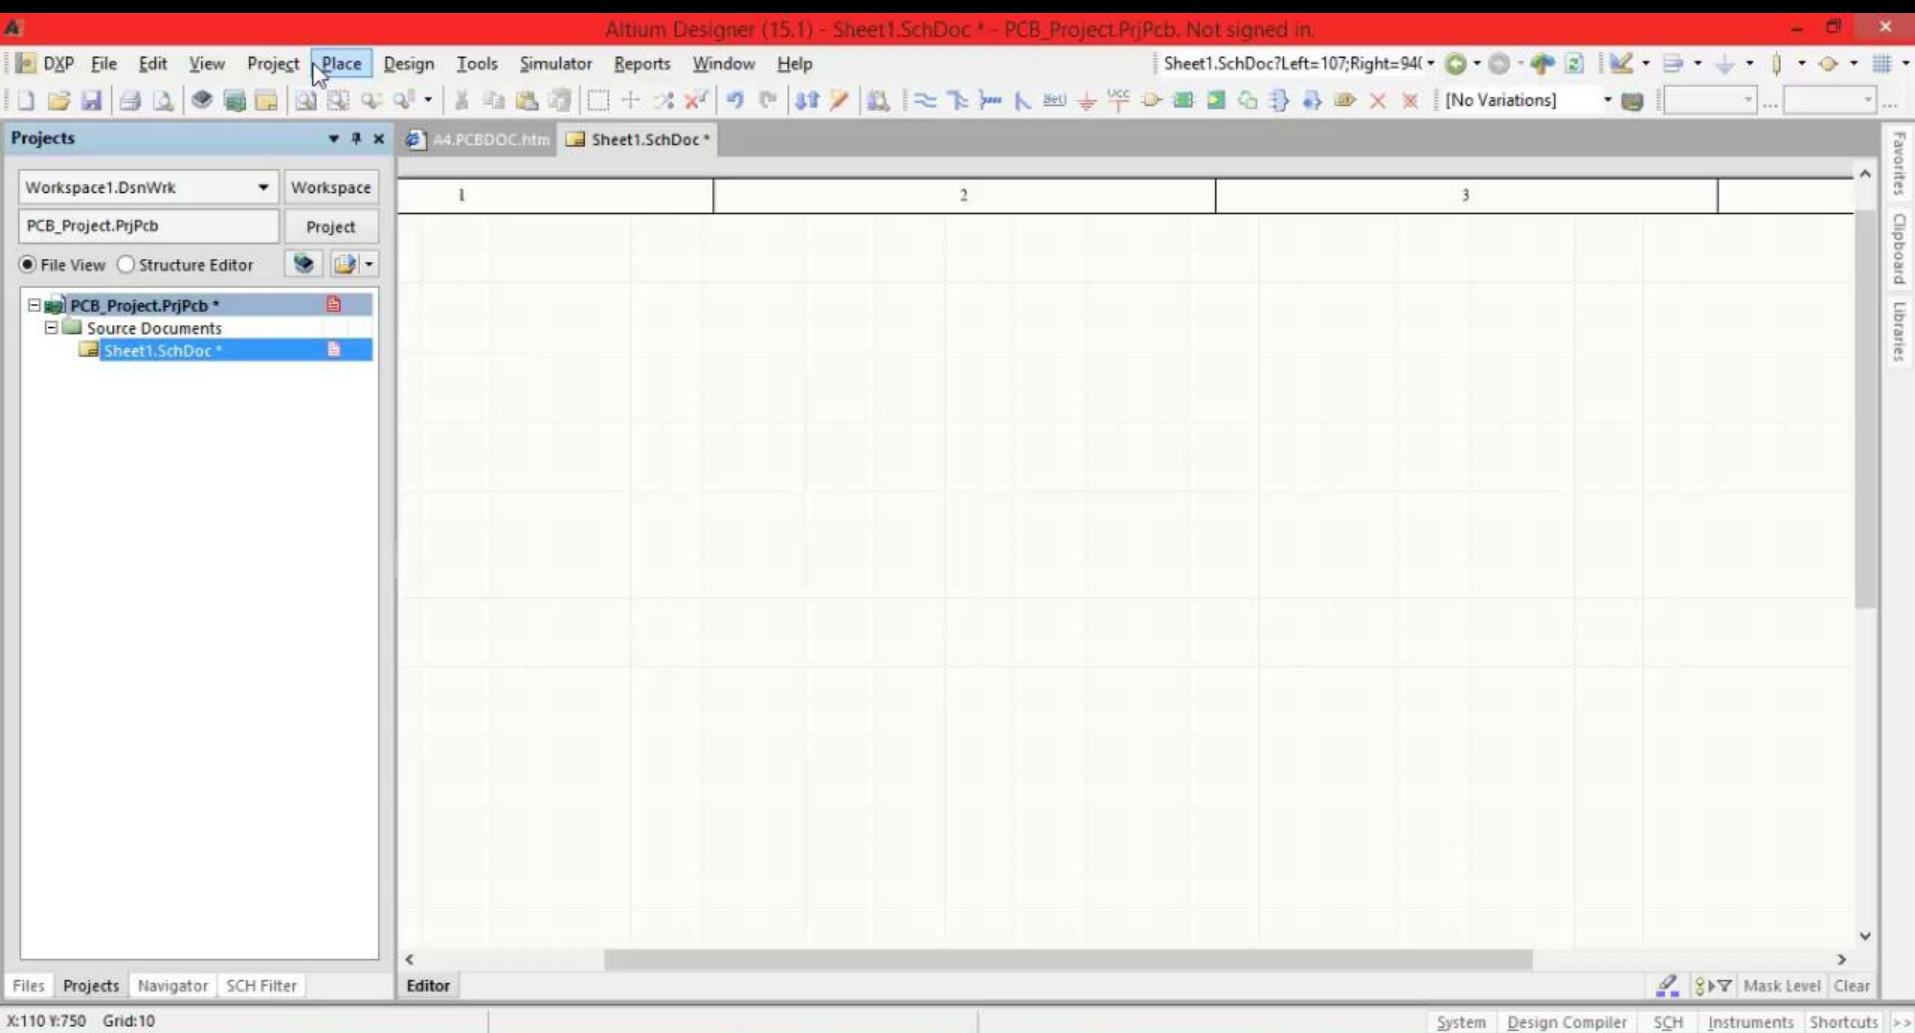 Altium Designer (15.1) - Sheet1.SchDoc * - PCB_Project.PrjPcb. Not signed in.
DXP File Edit View Project Place Design Tools Simulator Reports Window Help Sheet1.SchDoc?Left=107;Right=94(
[No Variations] ... ...
Projects A4.PCBDOC.htm Sheet1.SchDoc *
Workspace1.DsnWrk Workspace
PCB_Project.PrjPcb Project
File View Structure Editor
PCB_Project.PrjPcb *
Source Documents
Sheet1.SchDoc *
1 2 3
Favorites
Clipboard
Libraries
Files Projects Navigator SCH Filter Editor Mask Level Clear
X:110 Y:750 Grid:10 System Design Compiler SCH Instruments Shortcuts >>